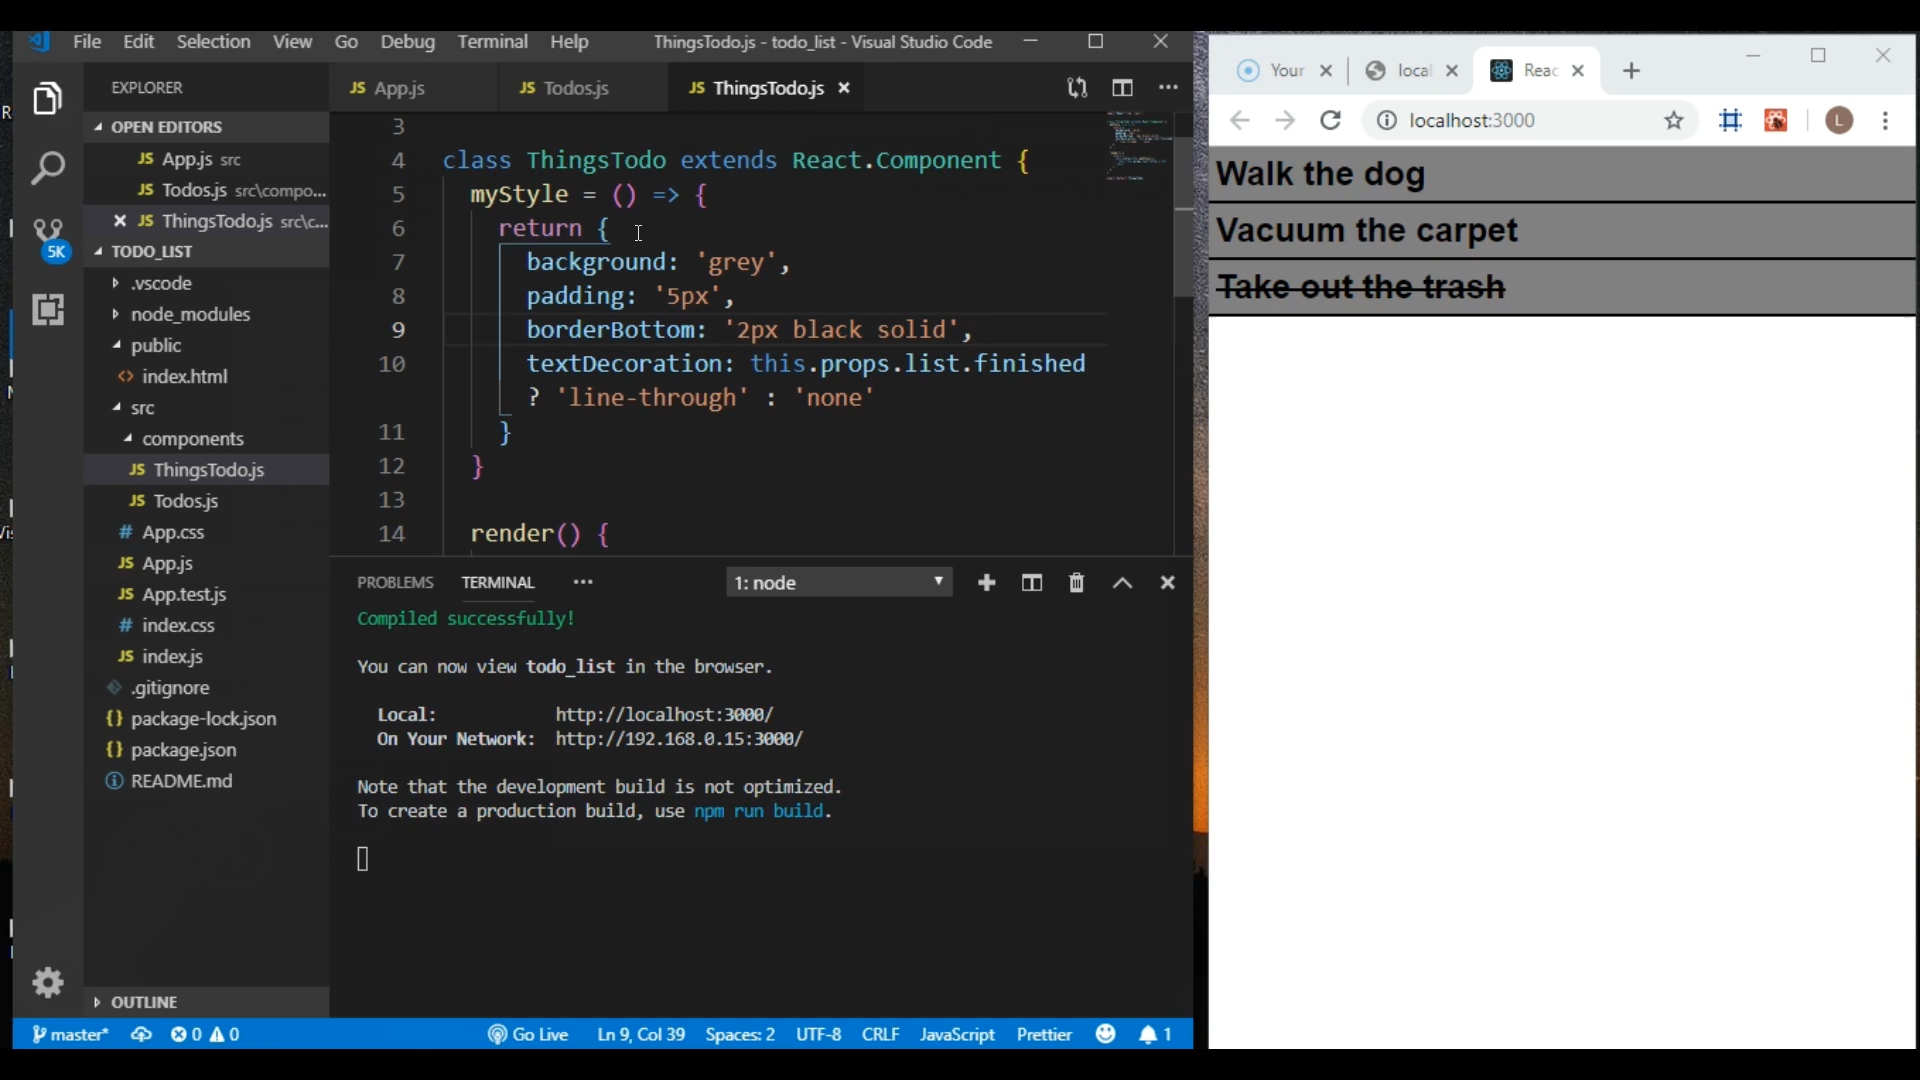 File Edit Selection View Go Debug Terminal Help ThingsTodo.js - todo_list - Visual Studio Code
EXPLORER
OPEN EDITORS
JS App.js src
JS Todos.js src\compo...
JS ThingsTodo.js src\c...
5K
TODO_LIST
.vscode
node_modules
public
<> index.html
src
components
JS ThingsTodo.js
JS Todos.js
# App.css
JS App.js
JS App.test.js
# index.css
JS index.js
.gitignore
{} package-lock.json
{} package.json
README.md
OUTLINE
JS App.js JS Todos.js JS ThingsTodo.js
3
4 class ThingsTodo extends React.Component {
5 myStyle = () => {
6 return {
7 background: 'grey',
8 padding: '5px',
9 borderBottom: '2px black solid',
10 textDecoration: this.props.list.finished
? 'line-through' : 'none'
11 }
12 }
13
14 render() {
PROBLEMS TERMINAL ... 1: node
Compiled successfully!
You can now view todo_list in the browser.
Local: http://localhost:3000/
On Your Network: http://192.168.0.15:3000/
Note that the development build is not optimized.
To create a production build, use npm run build.
master* 0 0 Go Live Ln 9, Col 39 Spaces: 2 UTF-8 CRLF JavaScript Prettier 1
Your local Reac
localhost:3000 L
Walk the dog
Vacuum the carpet
Take out the trash